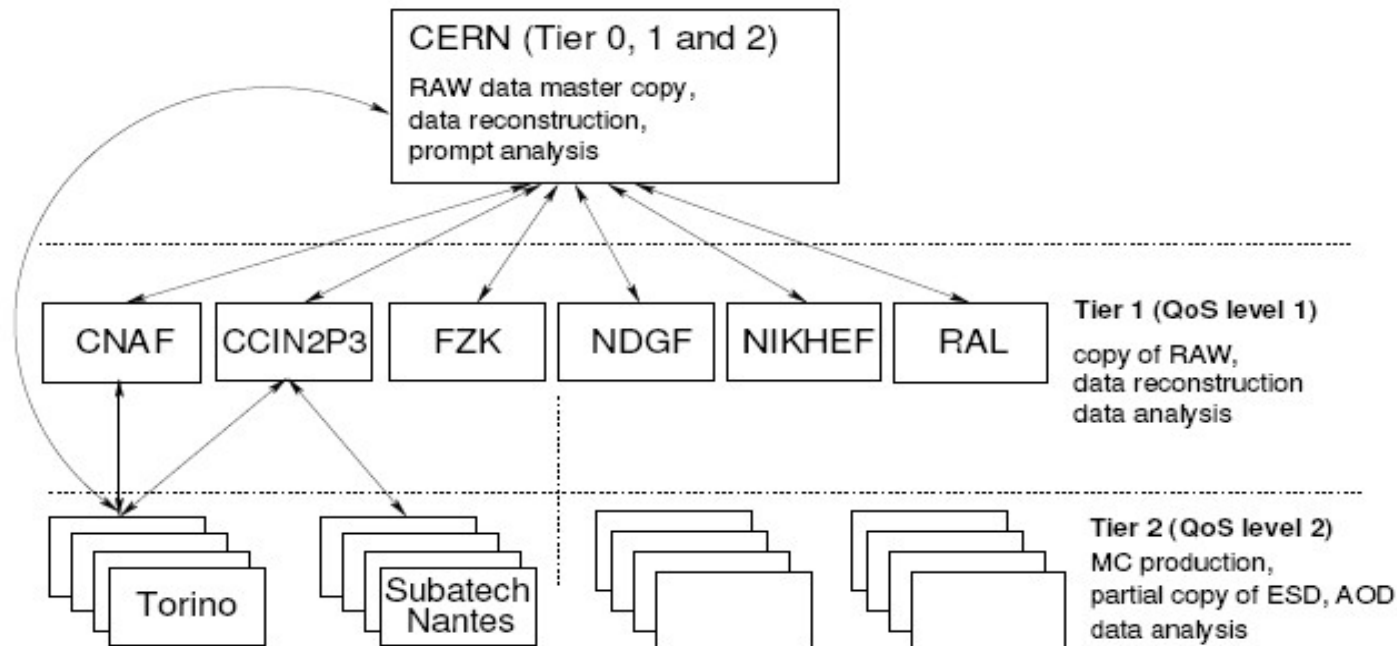 CERN (Tier 0, 1 and 2)
RAW data master copy,
data reconstruction,
prompt analysis
CNAF
CCIN2P3
FZK
NDGF
NIKHEF
RAL
Tier 1 (QoS level 1)
copy of RAW,
data reconstruction
data analysis
Torino
Subatech
Nantes
Tier 2 (QoS level 2)
MC production,
partial copy of ESD, AOD
data analysis